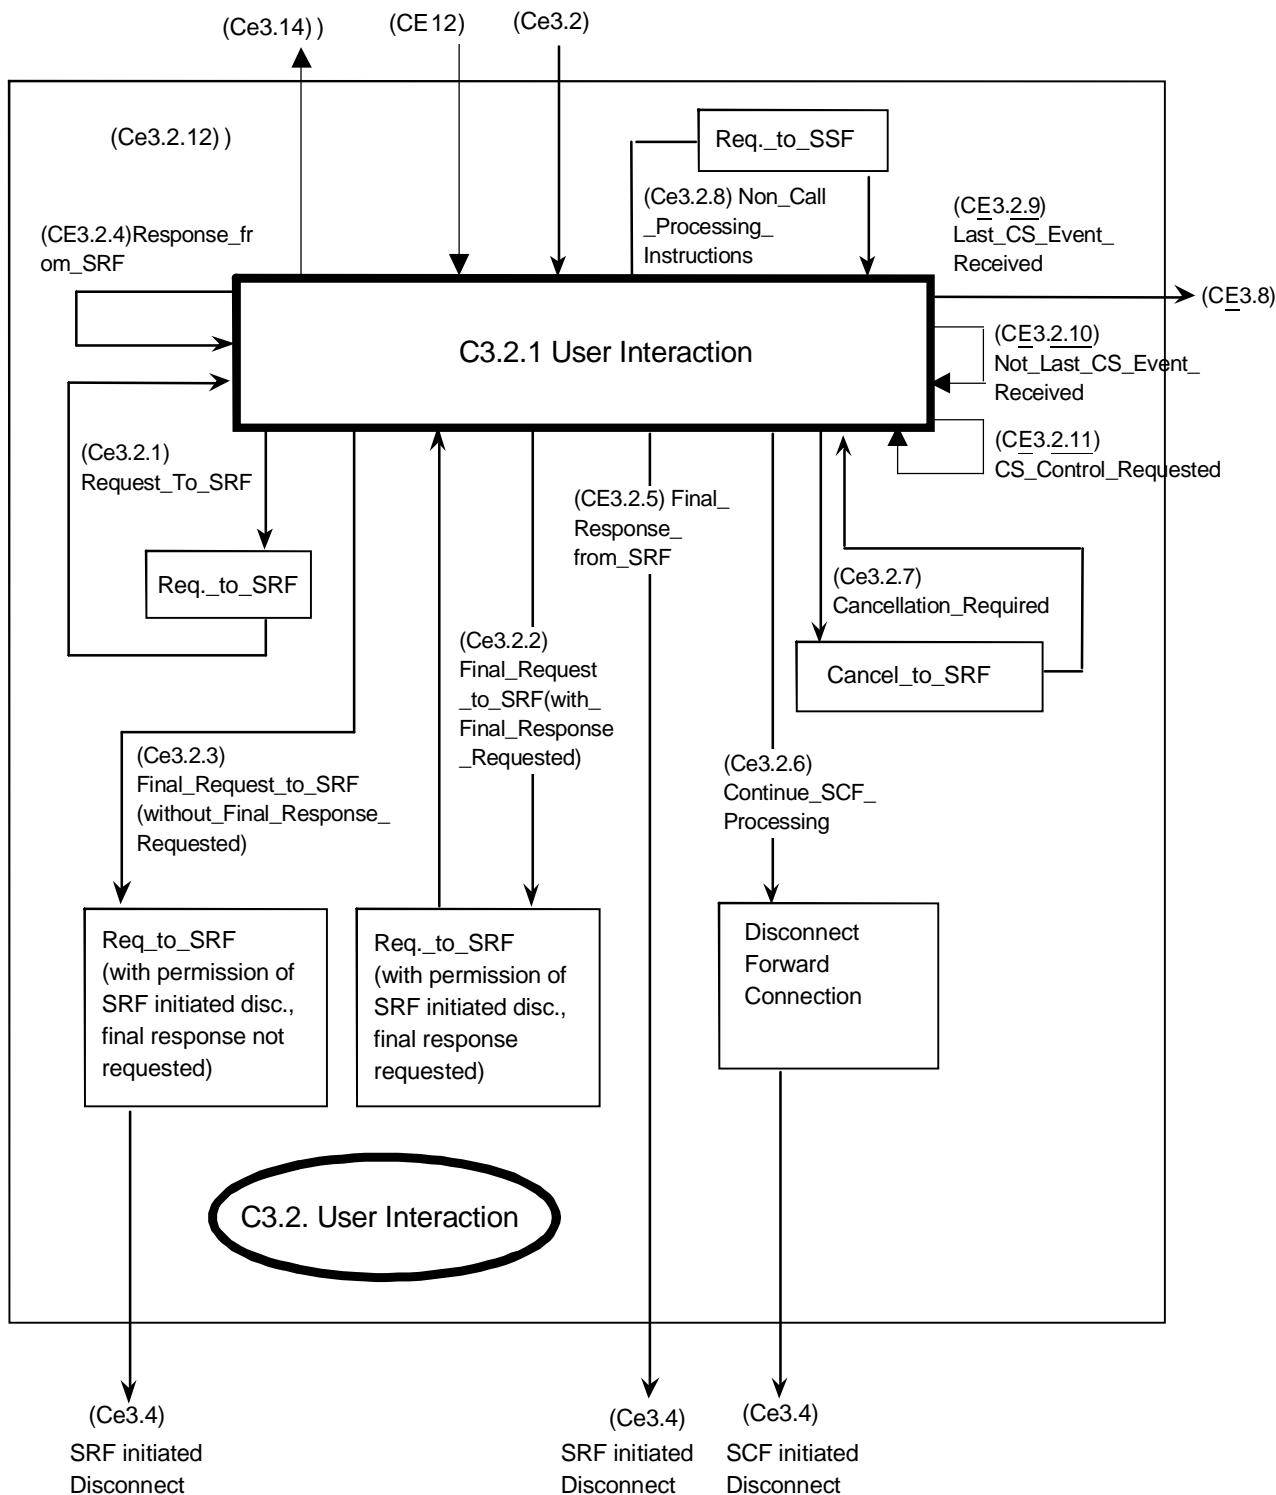 (Ce3.14) )
(CE12)
(Ce3.2)
(Ce3.2.12) )
Req._to_SSF
(Ce3.2.8) Non_Call
_Processing_
Instructions
(CE3.2.9)
Last_CS_Event_
Received
(CE3.2.4)Response_fr
om_SRF
(CE3.8)
C3.2.1 User Interaction
(CE3.2.10)
Not_Last_CS_Event_
Received
(Ce3.2.1)
Request_To_SRF
(CE3.2.11)
CS_Control_Requested
(CE3.2.5) Final_
Response_
from_SRF
Req._to_SRF
(Ce3.2.7)
Cancellation_Required
(Ce3.2.2)
Final_Request
_to_SRF(with_
Final_Response
_Requested)
Cancel_to_SRF
(Ce3.2.3)
Final_Request_to_SRF
(without_Final_Response_
Requested)
(Ce3.2.6)
Continue_SCF_
Processing
Req_to_SRF
(with permission of
SRF initiated disc.,
final response not
requested)
Req._to_SRF
(with permission of
SRF initiated disc.,
final response
requested)
Disconnect
Forward
Connection
C3.2. User Interaction
(Ce3.4)
SRF initiated
Disconnect
(Ce3.4)
SRF initiated
Disconnect
(Ce3.4)
SCF initiated
Disconnect